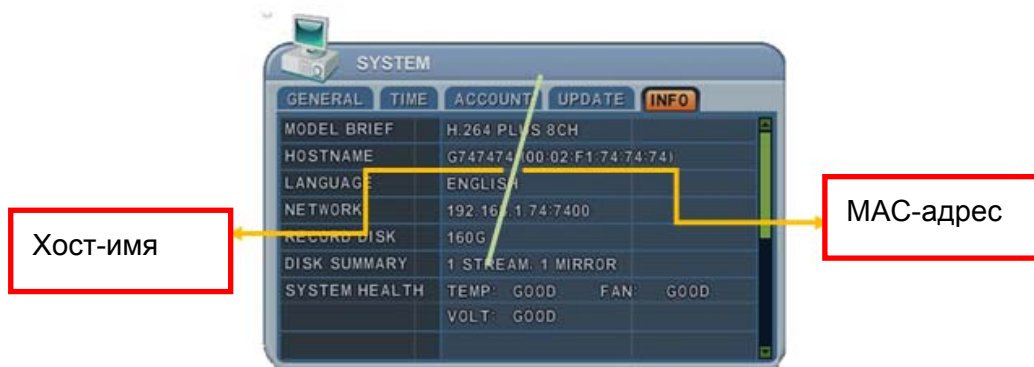 SYSTEM
GENERAL TIME ACCOUNT UPDATE INFO
MODEL BRIEF H.264 PLUS 8CH
HOSTNAME G747474 (00:02:F1:74:74:74)
LANGUAGE ENGLISH
NETWORK 192.168.1.74:7400
RECORD DISK 160G
DISK SUMMARY 1 STREAM. 1 MIRROR
SYSTEM HEALTH TEMP: GOOD FAN: GOOD
VOLT: GOOD
Хост-имя
MAC-адрес